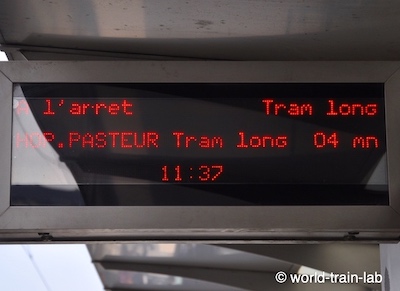 A l'arret Tram long
HOP.PASTEUR Tram long 04 mn
11:37
© world-train-lab